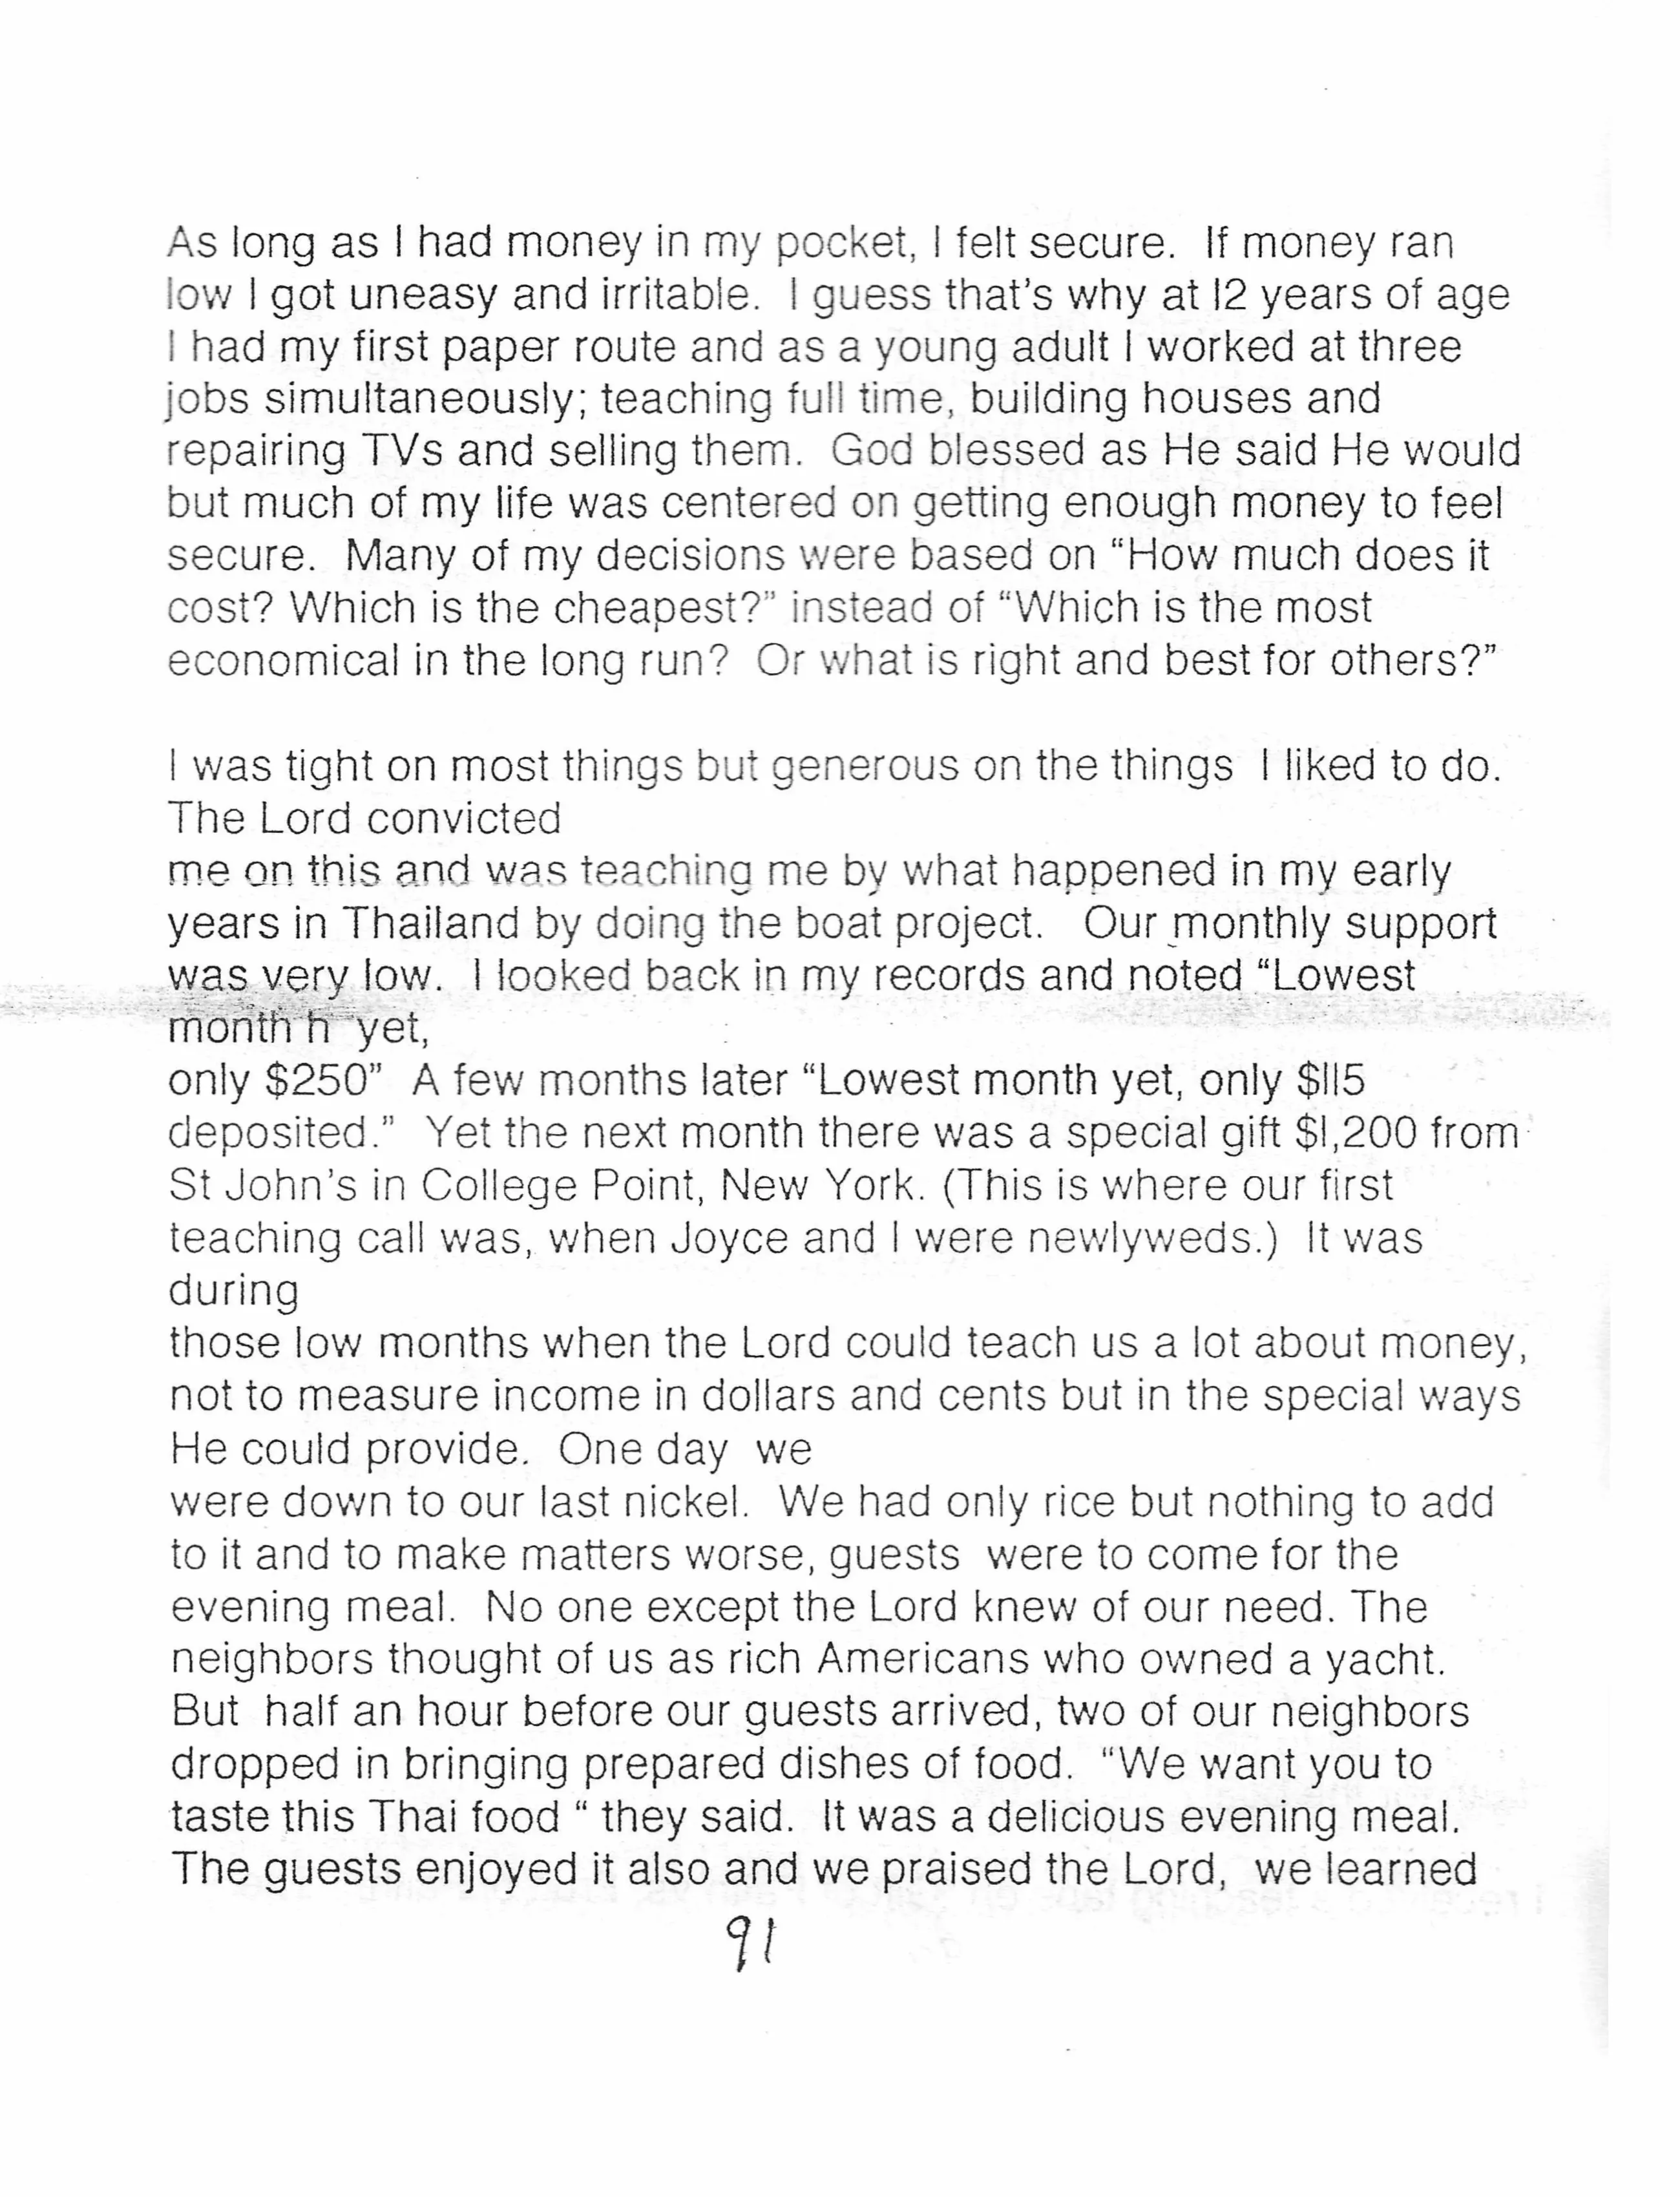 As long as I had money in my pocket, I felt secure.  If money ran
low I got uneasy and irritable.  I guess that's why at 12 years of age
I had my first paper route and as a young adult I worked at three
jobs simultaneously; teaching full time, building houses and
repairing TVs and selling them.  God blessed as He said He would
but much of my life was centered on getting enough money to feel
secure.  Many of my decisions were based on “How much does it
cost? Which is the cheapest?” instead of “Which is the most
economical in the long run?  Or what is right and best for others?”

I was tight on most things but generous on the things  I liked to do.
The Lord convicted
me on this and was teaching me by what happened in my early
years in Thailand by doing the boat project.   Our monthly support
was very low.  I looked back in my records and noted “Lowest
month h  yet,
only $250”  A few months later “Lowest month yet, only $115
deposited.”  Yet the next month there was a special gift $1,200 from
St John's in College Point, New York. (This is where our first
teaching call was, when Joyce and I were newlyweds.)  It was
during
those low months when the Lord could teach us a lot about money,
not to measure income in dollars and cents but in the special ways
He could provide.  One day  we
were down to our last nickel.  We had only rice but nothing to add
to it and to make matters worse, guests  were to come for the
evening meal.  No one except the Lord knew of our need. The
neighbors thought of us as rich Americans who owned a yacht.
But  half an hour before our guests arrived, two of our neighbors
dropped in bringing prepared dishes of food.  “We want you to
taste this Thai food “ they said.  It was a delicious evening meal.
The guests enjoyed it also and we praised the Lord,  we learned
91